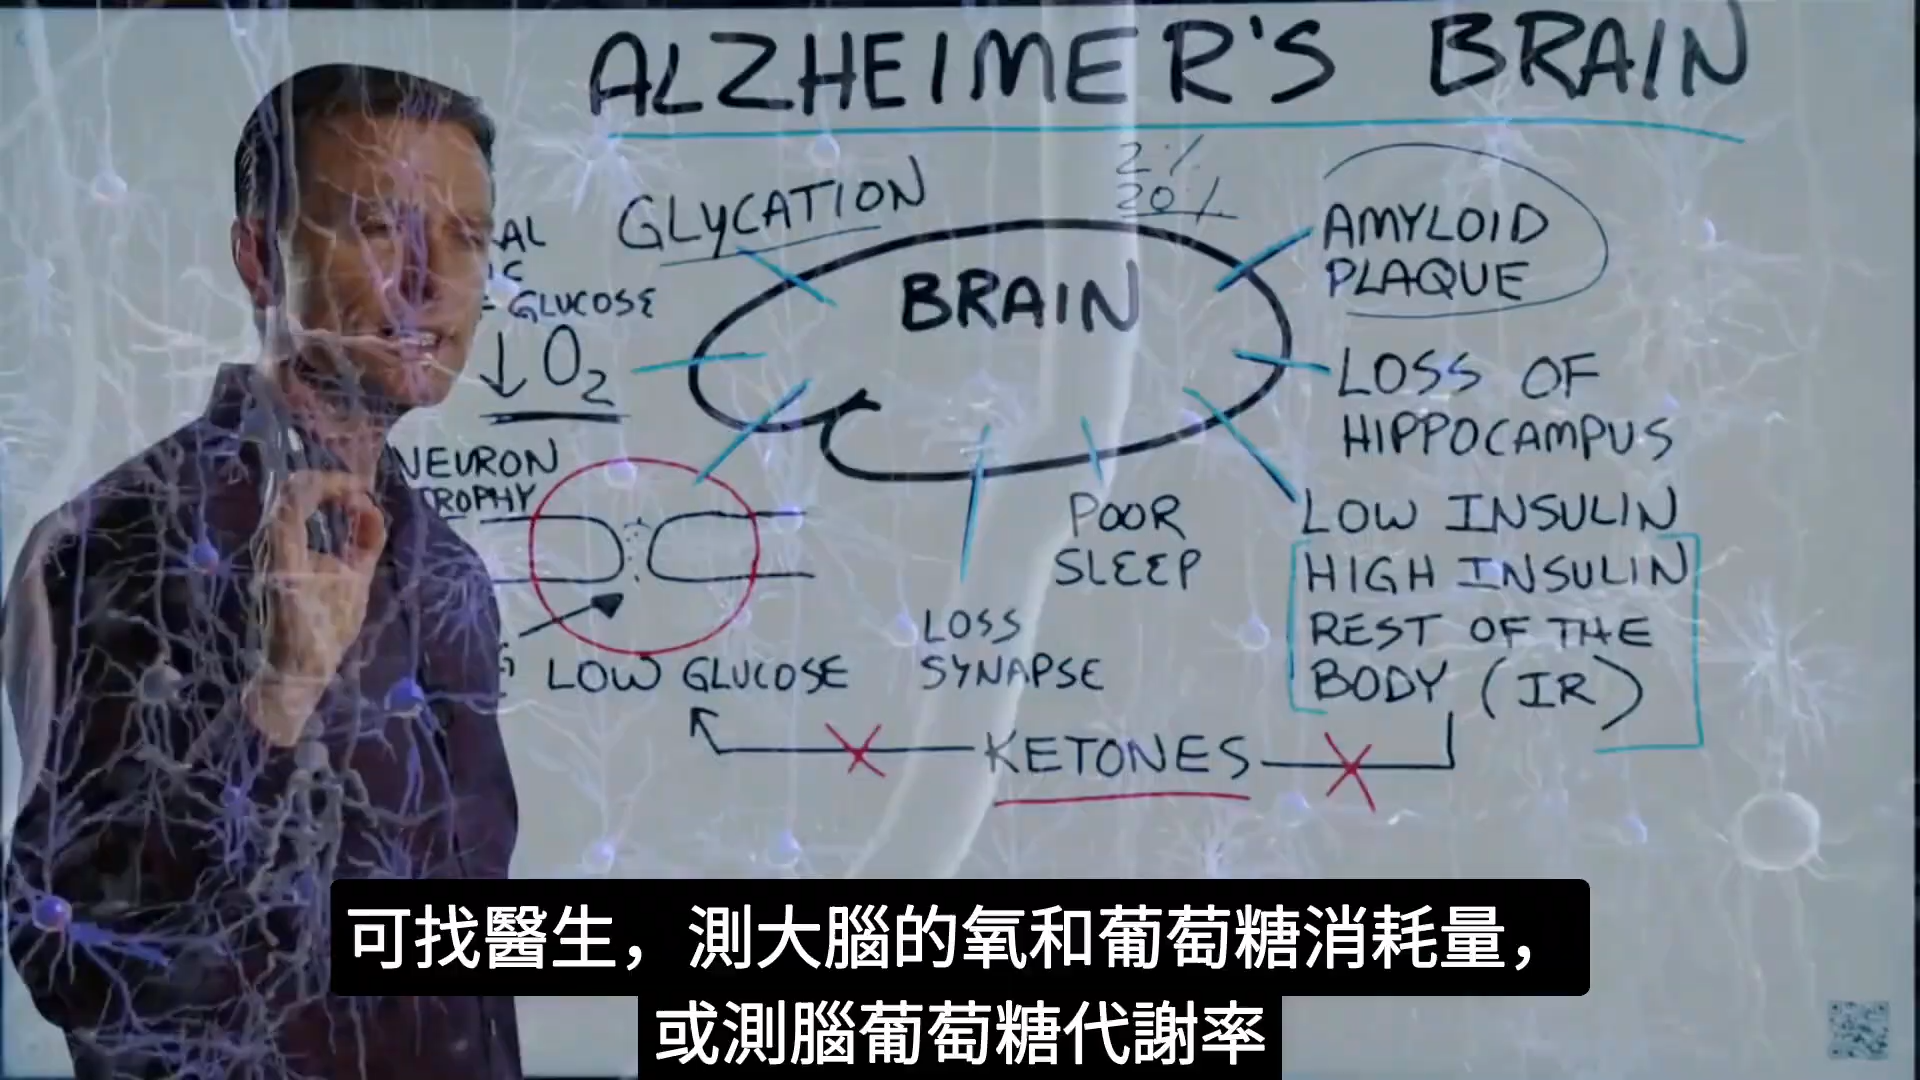 ALZHEIMER'S BRAIN
2%
20%
GLYCATION
GLUCOSE
↓O2
NEURON
LOW GLUCOSE
BRAIN
AMYLOID
PLAQUE
LOSS OF
HIPPOCAMPUS
LOW INSULIN
HIGH INSULIN
REST OF THE
BODY (IR)
POOR
SLEEP
LOSS
SYNAPSE
KETONES
可找醫生，測大腦的氧和葡萄糖消耗量，
或測腦葡萄糖代謝率